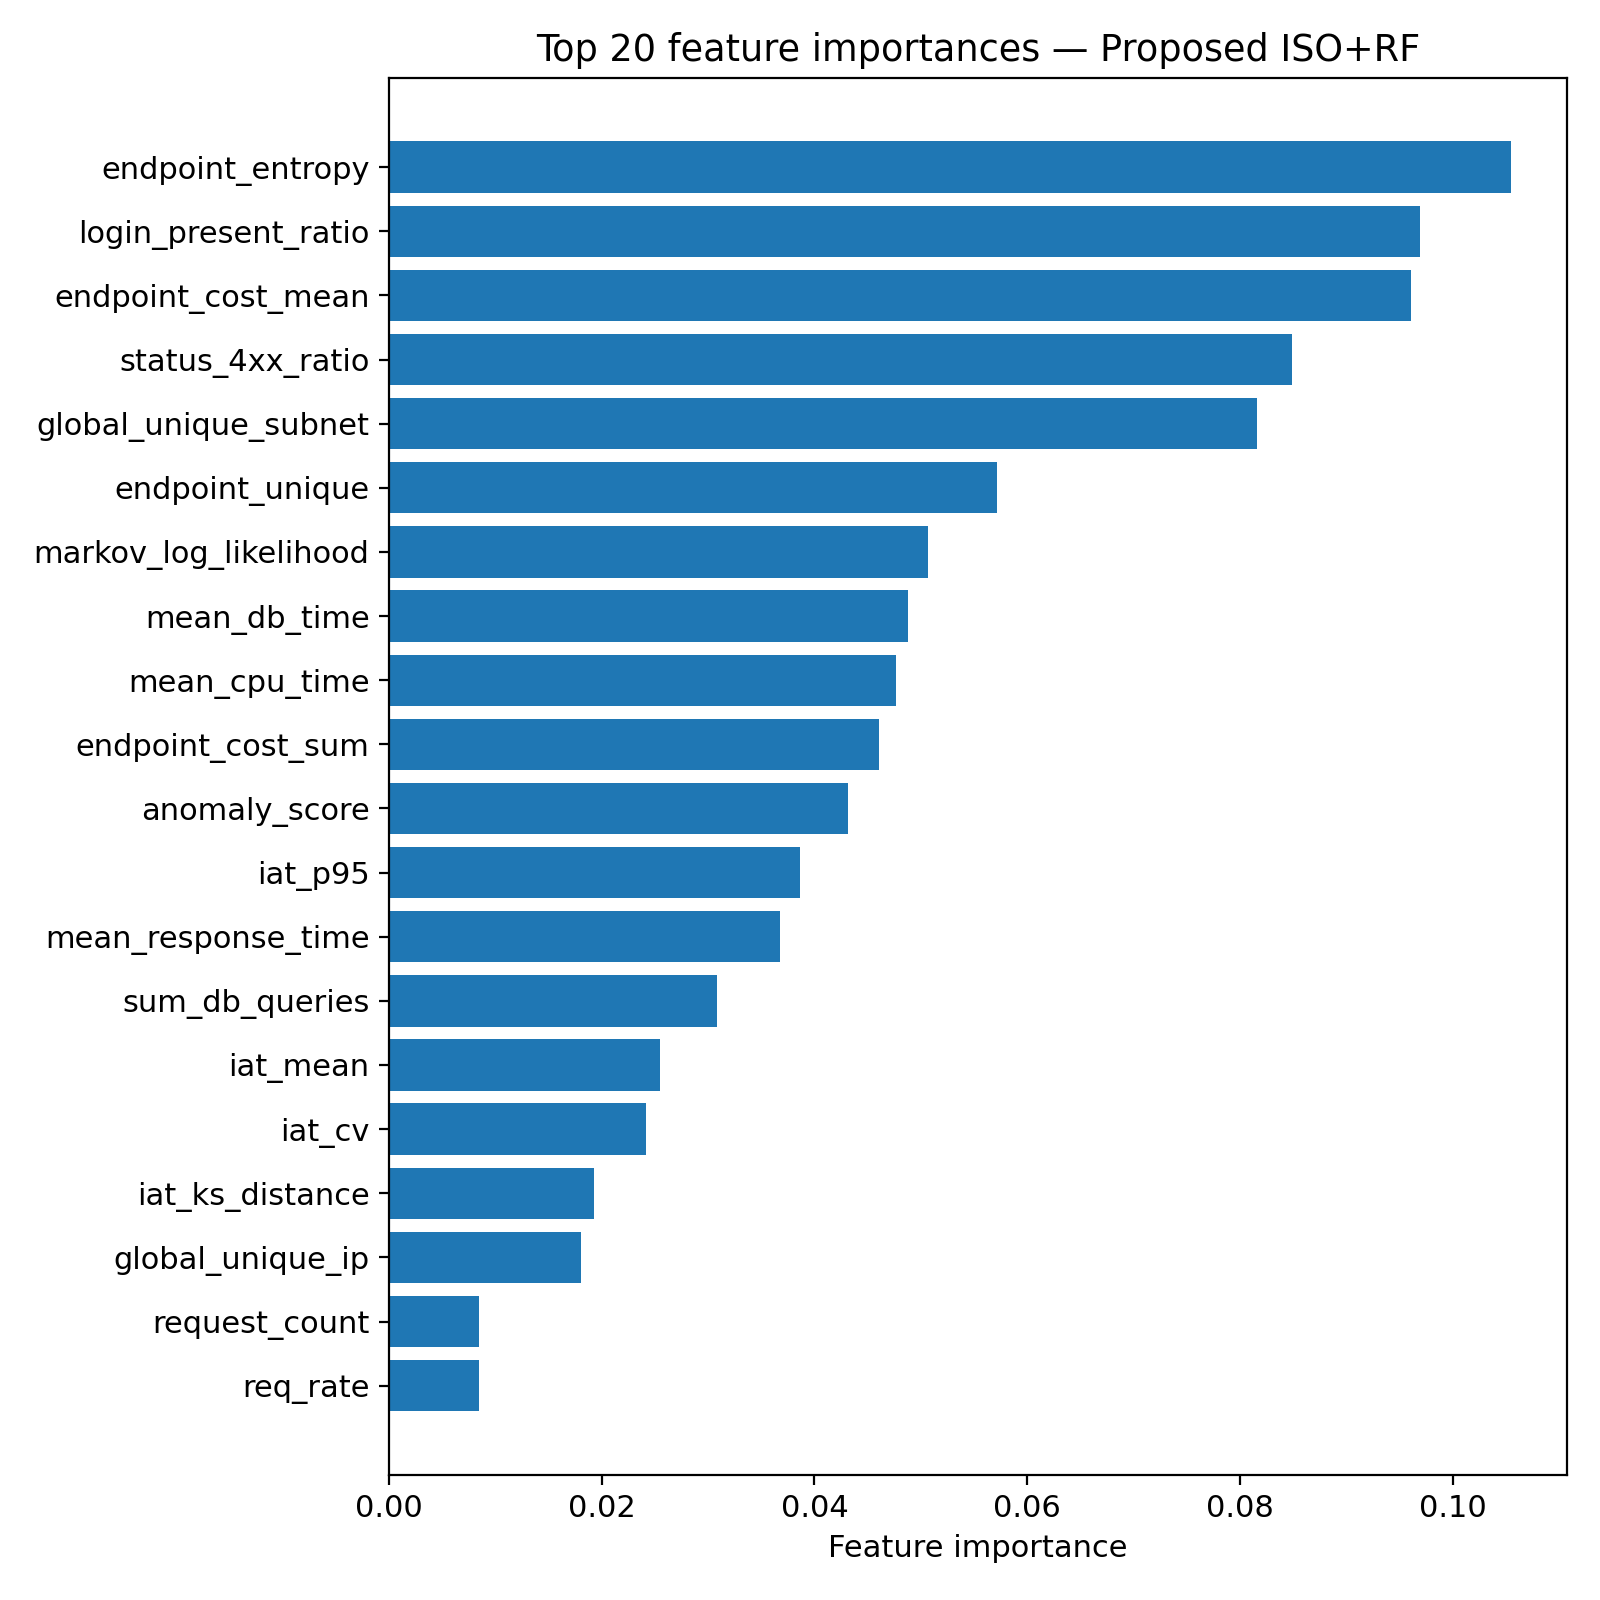 Top 20 feature importances — Proposed ISO+RF
endpoint_entropy
login_present_ratio
endpoint_cost_mean
status_4xx_ratio
global_unique_subnet
endpoint_unique
markov_log_likelihood
mean_db_time
mean_cpu_time
endpoint_cost_sum
anomaly_score
iat_p95
mean_response_time
sum_db_queries
iat_mean
iat_cv
iat_ks_distance
global_unique_ip
request_count
req_rate
0.00 0.02 0.04 0.06 0.08 0.10
Feature importance